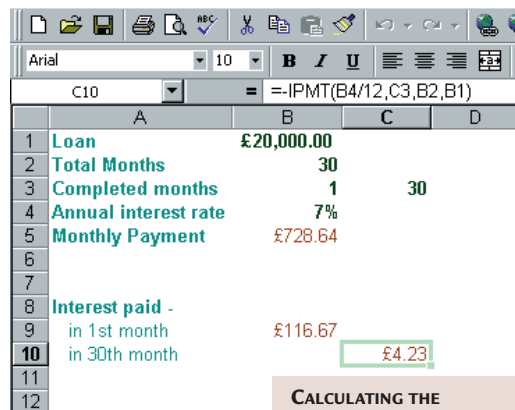 ABC
Arial 10 B I U
C10 = =-IPMT(B4/12,C3,B2,B1)
A B C D
1 Loan £20,000.00
2 Total Months 30
3 Completed months 1 30
4 Annual interest rate 7%
5 Monthly Payment £728.64
6
7
8 Interest paid -
9 in 1st month £116.67
10 in 30th month £4.23
11
12
CALCULATING THE